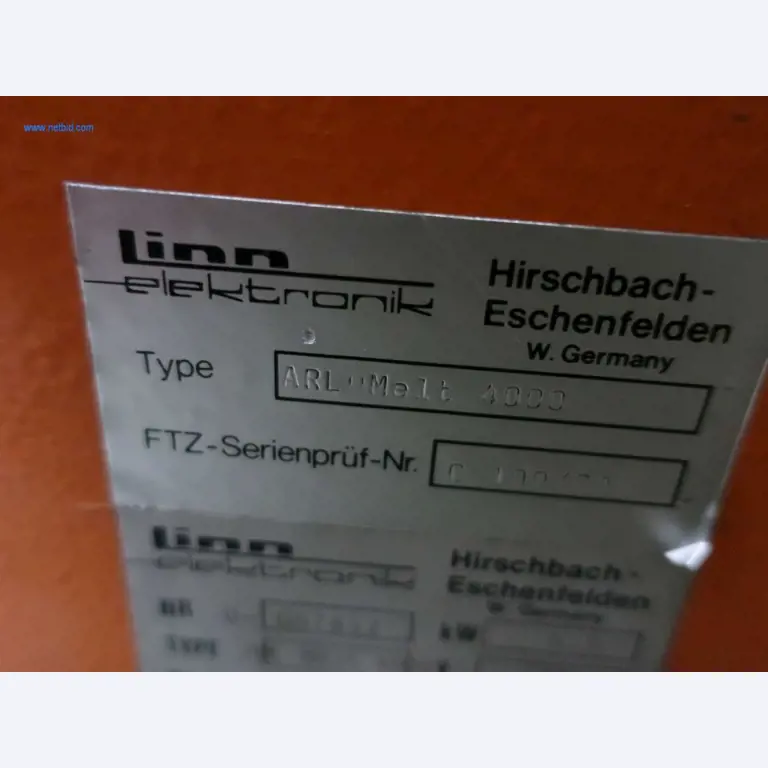 www.netbid.com
Linn
elektronik
Hirschbach-
Eschenfelden
W. Germany
Type ARL"Melt 4000
FTZ-Serienprüf-Nr.
Linn
elektronik
Hirschbach-
Eschenfelden
W. Germany
kW